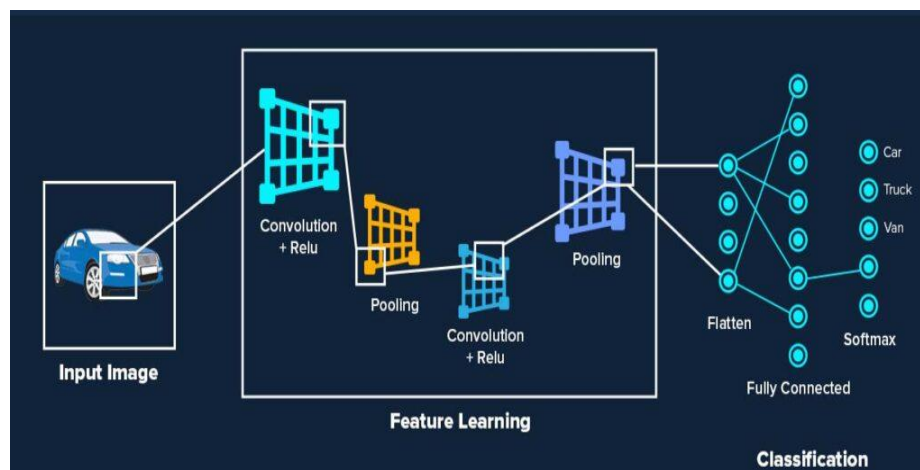 Input Image
Convolution
+ Relu
Pooling
Convolution
+ Relu
Pooling
Feature Learning
Flatten
Fully Connected
Car
Truck
Van
Softmax
Classification